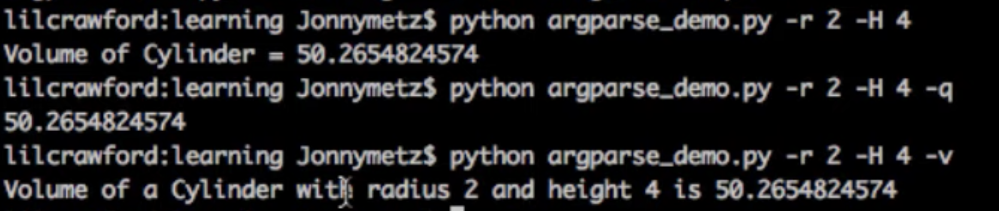 lilcrawford:learning Jonnymetz$ python argparse_demo.py -r 2 -H 4
Volume of Cylinder = 50.2654824574
lilcrawford:learning Jonnymetz$ python argparse_demo.py -r 2 -H 4 -q
50.2654824574
lilcrawford:learning Jonnymetz$ python argparse_demo.py -r 2 -H 4 -v
Volume of a Cylinder with radius 2 and height 4 is 50.2654824574